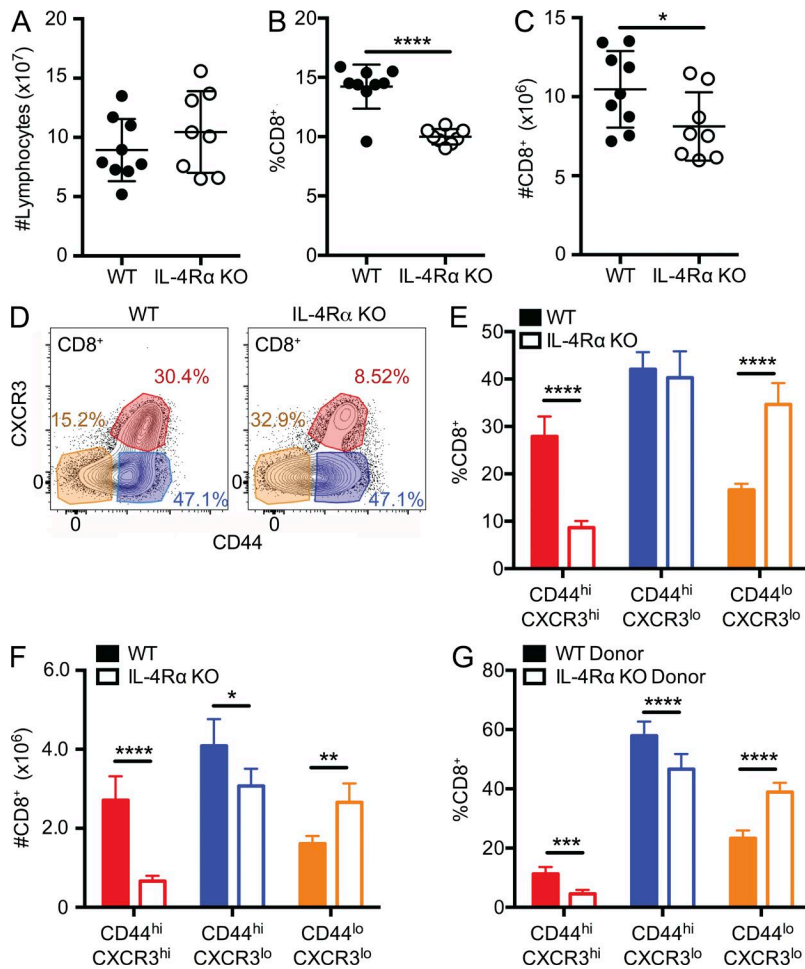 A
#Lymphocytes (x10⁷)
20
15
10
5
0
WT
IL-4Rα KO
B
%CD8⁺
20
15
10
5
0
****
WT
IL-4Rα KO
C
#CD8⁺ (x10⁶)
15
10
5
0
*
WT
IL-4Rα KO
D
WT
IL-4Rα KO
CD8⁺
30.4%
15.2%
47.1%
CD8⁺
8.52%
32.9%
47.1%
CXCR3
0
0
0
0
CD44
E
WT
IL-4Rα KO
%CD8⁺
50
40
30
20
10
0
****
****
CD44ʰⁱ
CXCR3ʰⁱ
CD44ʰⁱ
CXCR3ˡᵒ
CD44ˡᵒ
CXCR3ˡᵒ
F
WT
IL-4Rα KO
#CD8⁺ (x10⁶)
6.0
4.0
2.0
0
****
*
**
CD44ʰⁱ
CXCR3ʰⁱ
CD44ʰⁱ
CXCR3ˡᵒ
CD44ˡᵒ
CXCR3ˡᵒ
G
WT Donor
IL-4Rα KO Donor
%CD8⁺
80
60
40
20
0
***
****
****
CD44ʰⁱ
CXCR3ʰⁱ
CD44ʰⁱ
CXCR3ˡᵒ
CD44ˡᵒ
CXCR3ˡᵒ